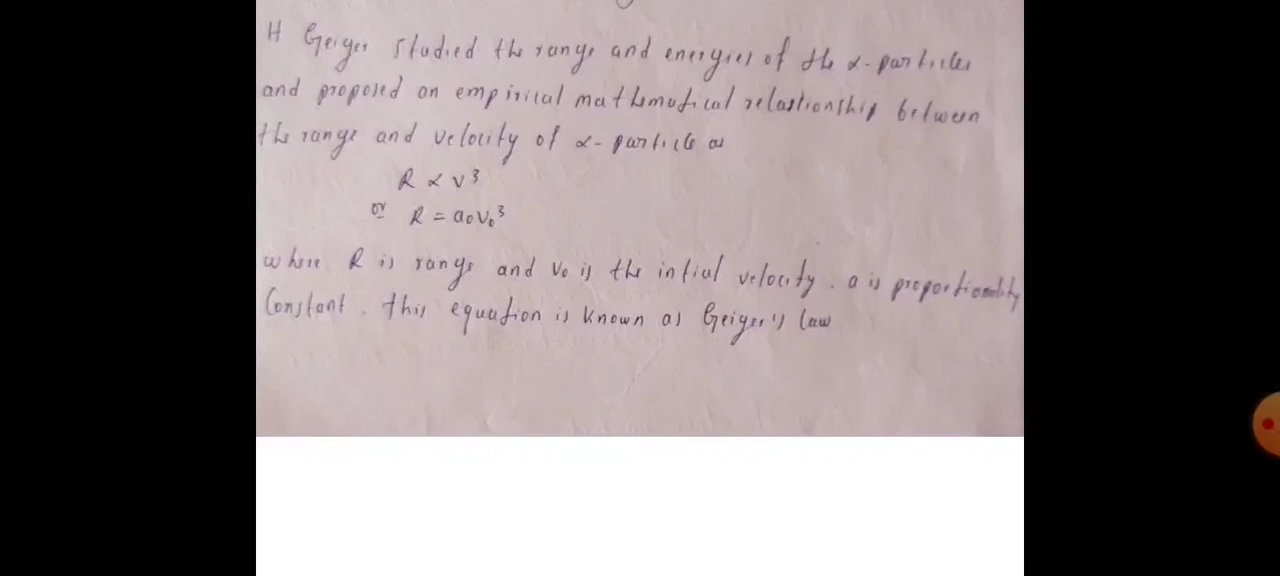 H Geiger studied the range and energies of the α-particles
and proposed an empirical mathematical relastionship between
the range and velocity of α-particle as
R ∝ v³
or R = a₀v₀³
where R is range and v₀ is the intial velocity. a is proportionality
Constant. this equation is known as Geiger's law